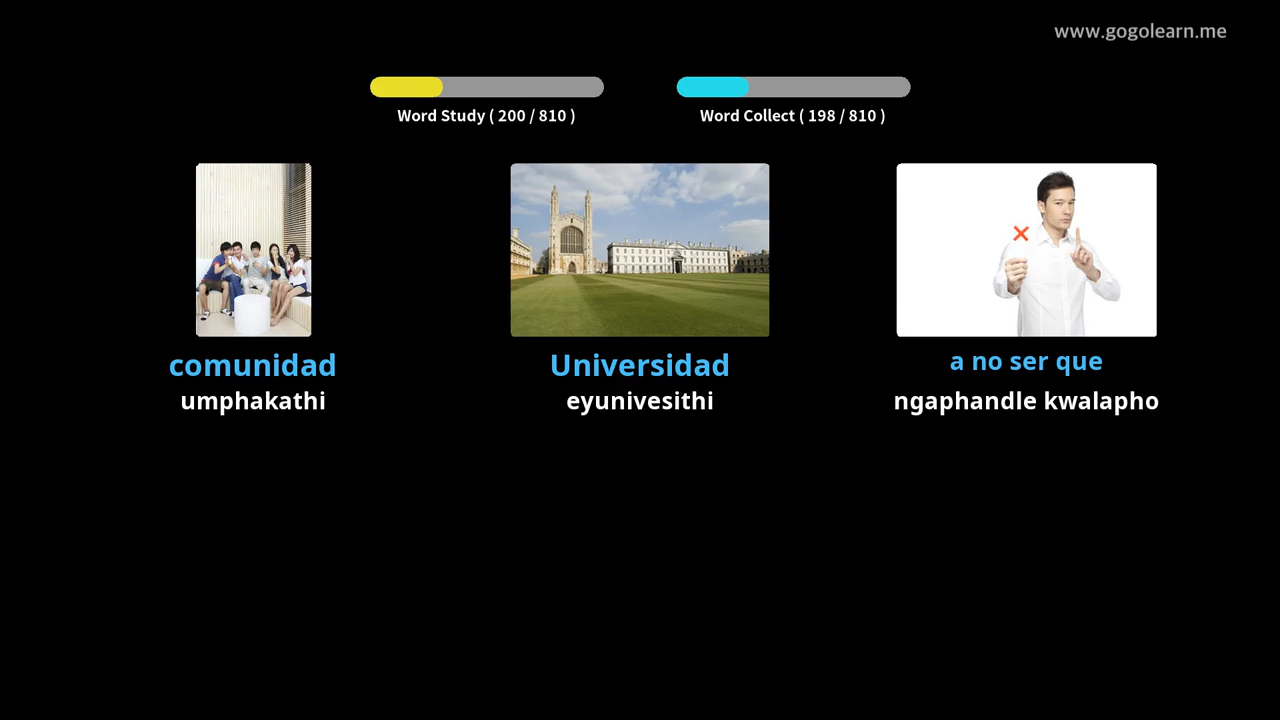 www.gogolearn.me
Word Study ( 200 / 810 )
Word Collect ( 198 / 810 )
comunidad
umphakathi
Universidad
eyunivesithi
a no ser que
ngaphandle kwalapho